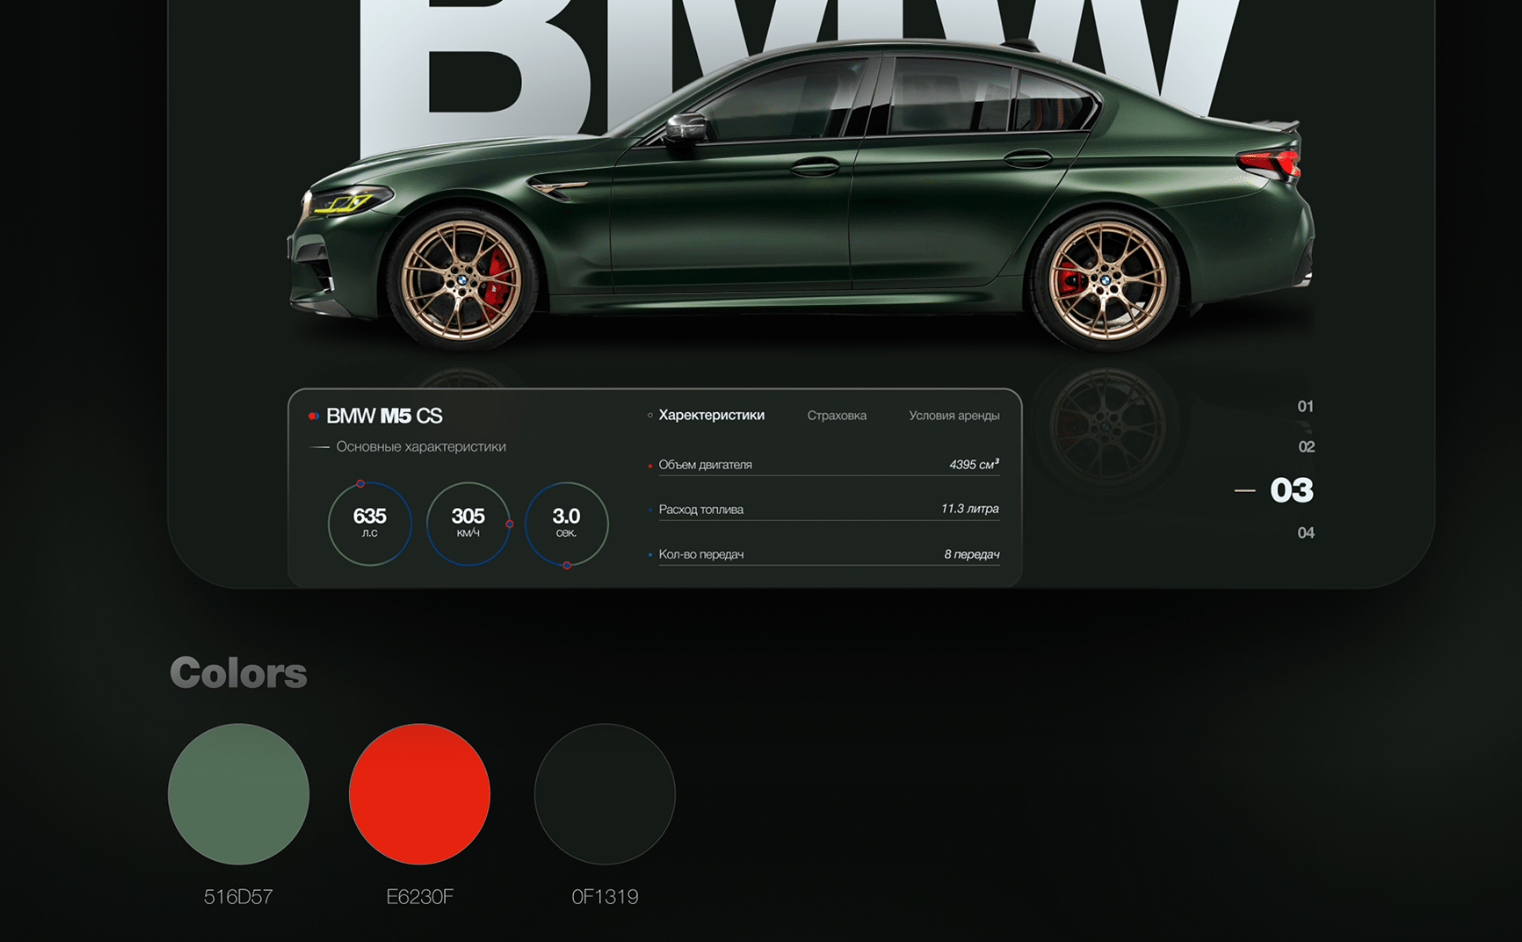 BMW
BMW M5 CS
Основные характеристики
635
л.с
305
км/ч
3.0
сек.
Характеристики
Страховка
Условия аренды
Объем двигателя
4395 см³
Расход топлива
11.3 литра
Кол-во передач
8 передач
01
02
03
04
Colors
516D57
E6230F
0F1319